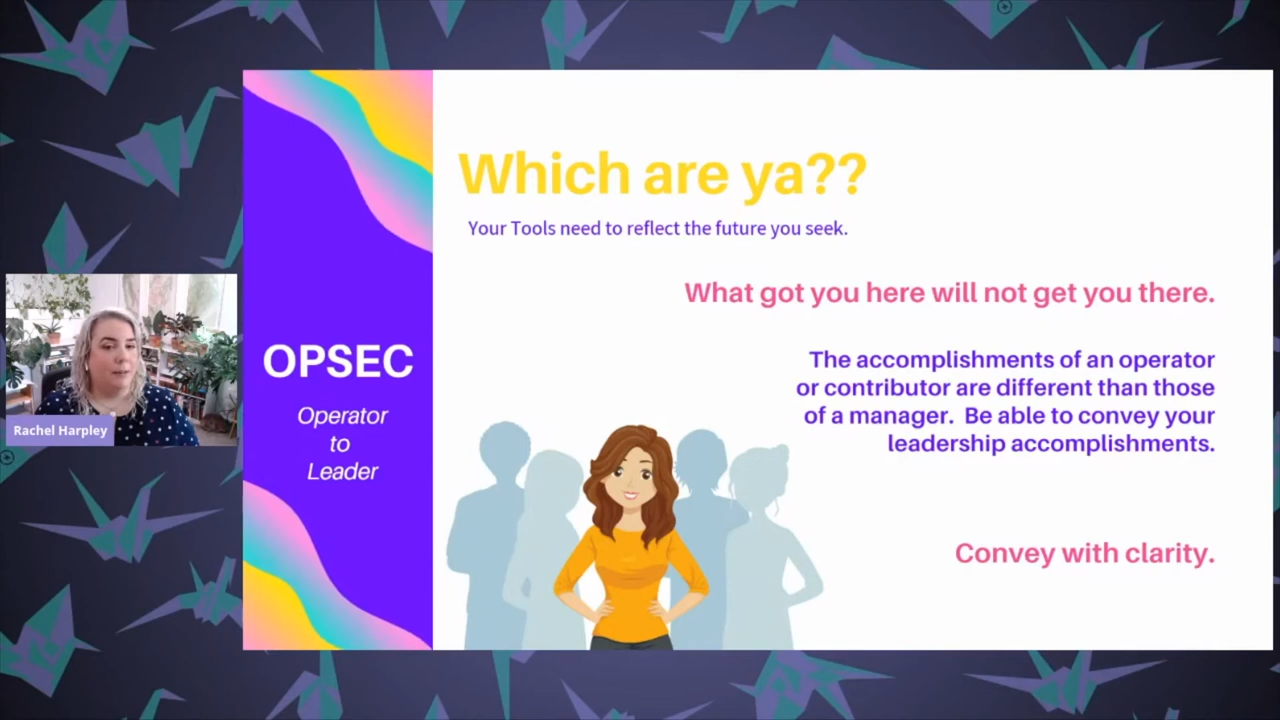 Which are ya??
Your Tools need to reflect the future you seek.
What got you here will not get you there.
OPSEC
Operator
to
Leader
The accomplishments of an operator
or contributor are different than those
of a manager.  Be able to convey your
leadership accomplishments.
Convey with clarity.
Rachel Harpley